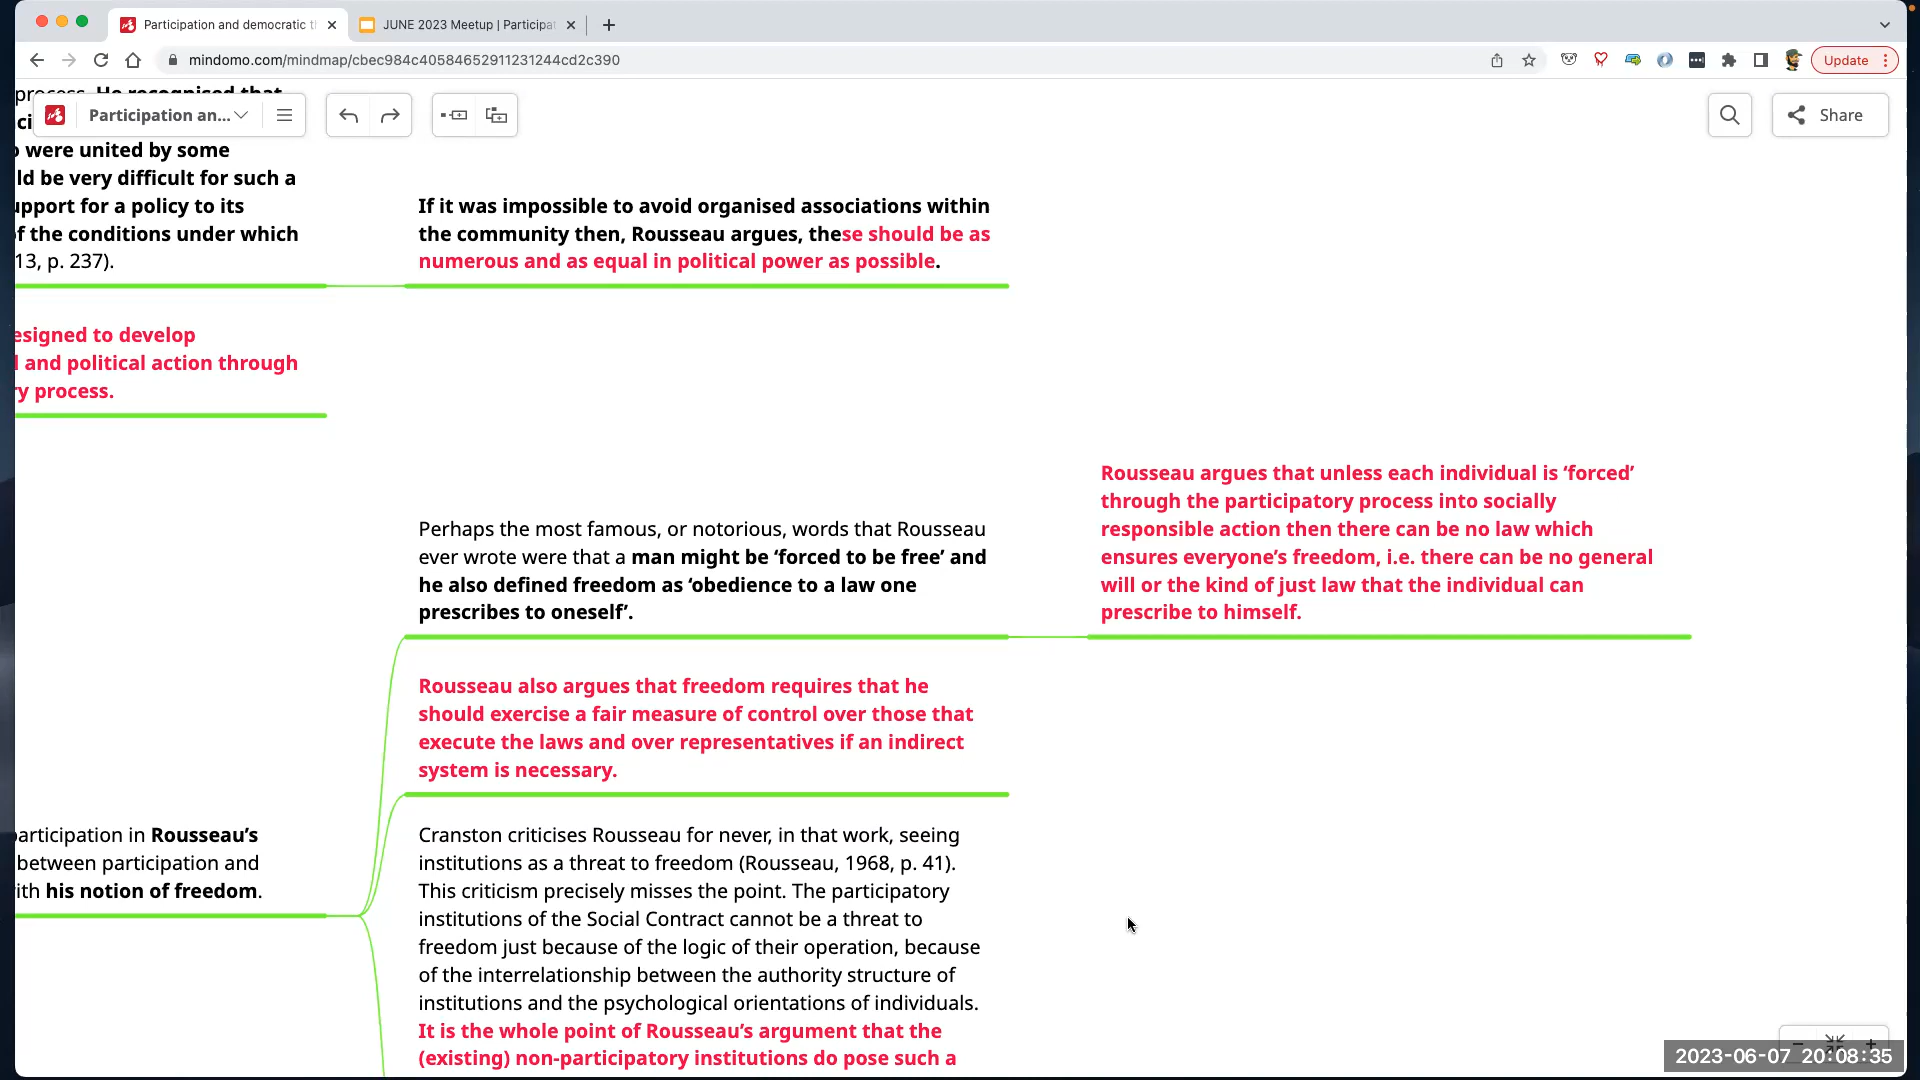 Participation and democratic t
JUNE 2023 Meetup | Participat
mindomo.com/mindmap/cbec984c40584652911231244cd2c390
Update
Participation an...
Share
process. He recognised that
were united by some
ld be very difficult for such a
upport for a policy to its
of the conditions under which
13, p. 237).
If it was impossible to avoid organised associations within
the community then, Rousseau argues, these should be as
numerous and as equal in political power as possible.
esigned to develop
l and political action through
ry process.
Perhaps the most famous, or notorious, words that Rousseau
ever wrote were that a man might be ‘forced to be free’ and
he also defined freedom as ‘obedience to a law one
prescribes to oneself’.
Rousseau argues that unless each individual is ‘forced’
through the participatory process into socially
responsible action then there can be no law which
ensures everyone’s freedom, i.e. there can be no general
will or the kind of just law that the individual can
prescribe to himself.
Rousseau also argues that freedom requires that he
should exercise a fair measure of control over those that
execute the laws and over representatives if an indirect
system is necessary.
articipation in Rousseau’s
between participation and
ith his notion of freedom.
Cranston criticises Rousseau for never, in that work, seeing
institutions as a threat to freedom (Rousseau, 1968, p. 41).
This criticism precisely misses the point. The participatory
institutions of the Social Contract cannot be a threat to
freedom just because of the logic of their operation, because
of the interrelationship between the authority structure of
institutions and the psychological orientations of individuals.
It is the whole point of Rousseau’s argument that the
(existing) non-participatory institutions do pose such a
2023-06-07 20:08:35